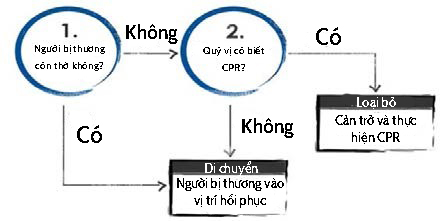 1.
Người bị thương
còn thở không?
Không
2.
Quý vị có biết
CPR?
Có
Loại bỏ
Cản trở và thực
hiện CPR
Có
Không
Di chuyển
Người bị thương vào
vị trí hồi phục